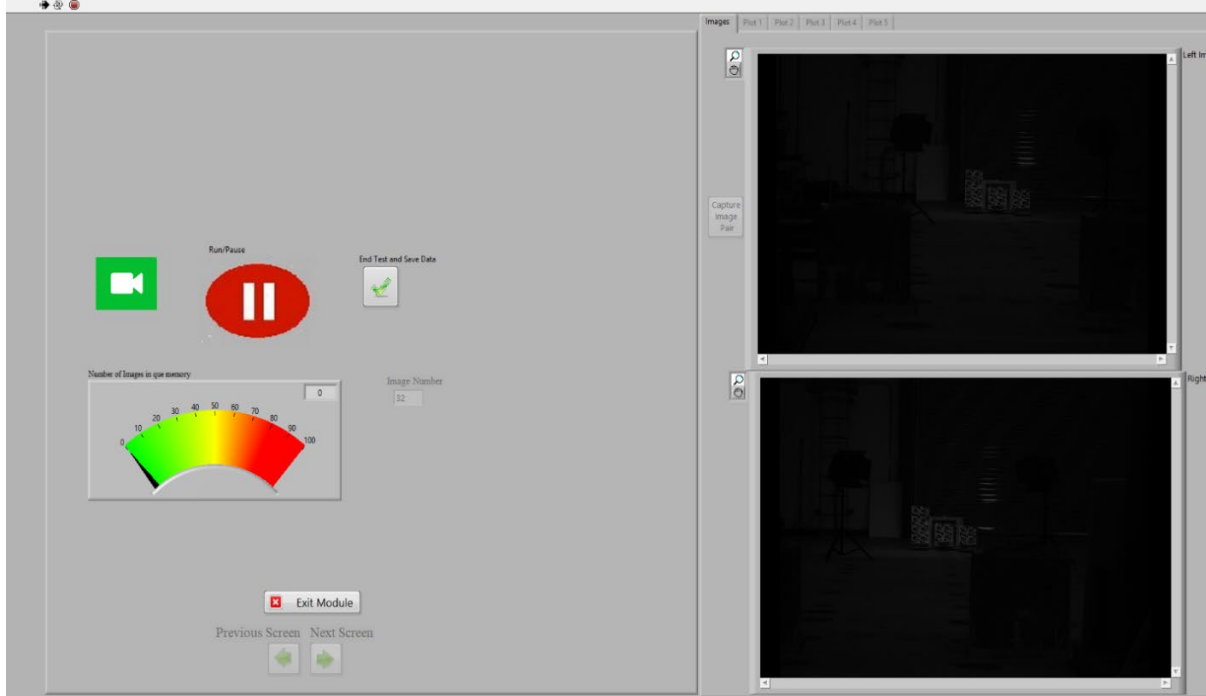 Images Plot 1 Plot 2 Plot 3 Plot 4 Plot 5
Left Im
Capture
Image
Pair
Run/Pause
End Test and Save Data
Number of Images in que memory
0
0 10 20 30 40 50 60 70 80 90 100
Image Number
32
Right
Exit Module
Previous Screen Next Screen